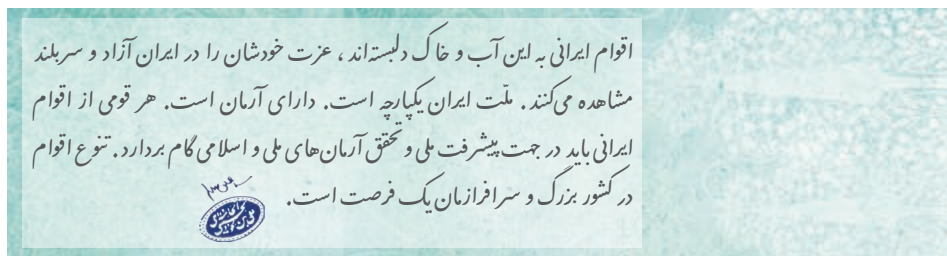 اقوام ایرانی به این آب و خاک دلبسته‌اند ، عزت خودشان را در ایران آزاد و سربلند
مشاهده می‌کنند . ملّت ایران یکپارچه است. دارای آرمان است. هر قومی از اقوام
ایرانی باید در جهت پیشرفت ملی و تحقق آرمان‌های ملی و اسلامی گام بردارد . تنوع اقوام
در کشور بزرگ و سرافرازمان یک فرصت است.